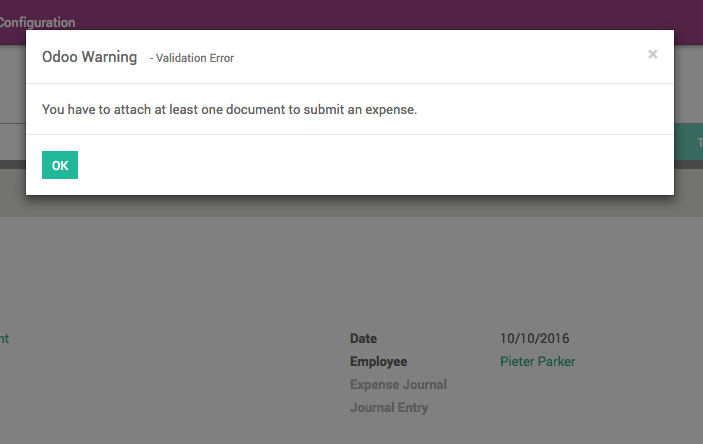 Configuration
Odoo Warning - Validation Error ×
You have to attach at least one document to submit an expense.
OK
Date 10/10/2016
Employee Pieter Parker
Expense Journal
Journal Entry